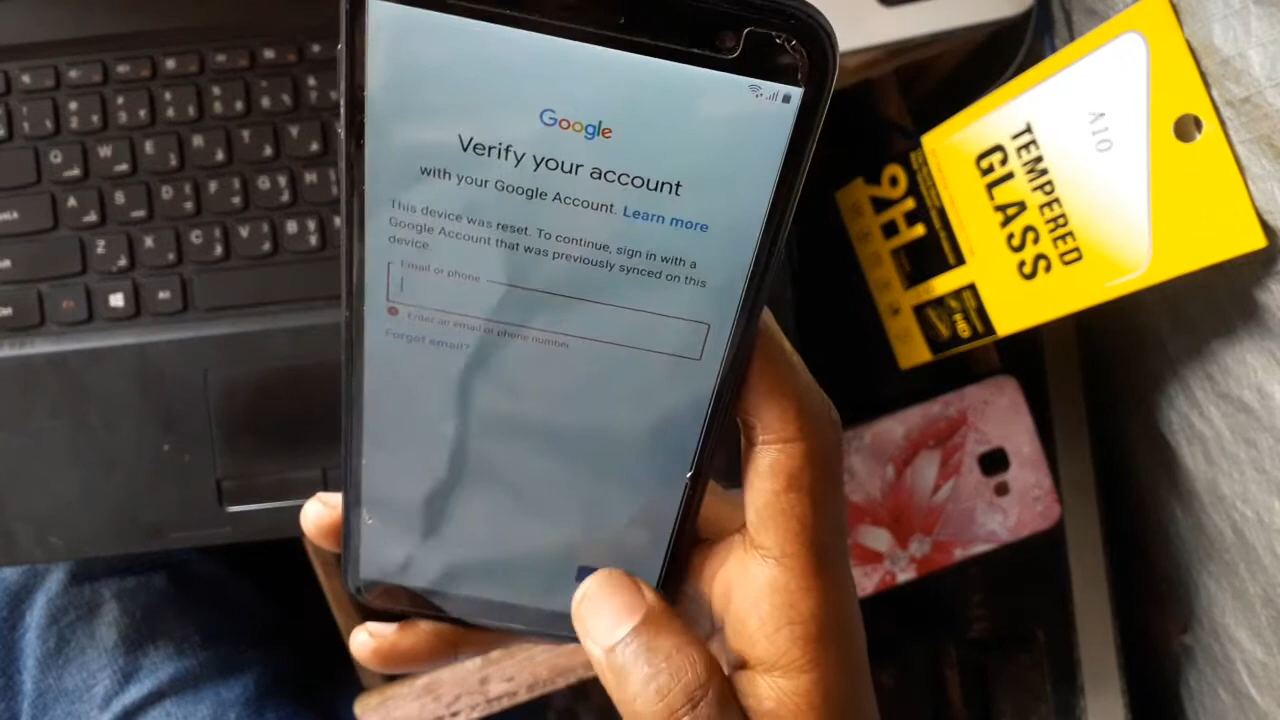 Google
Verify your account
with your Google Account. Learn more
This device was reset. To continue, sign in with a
Google Account that was previously synced on this
device.
Email or phone
Enter an email or phone number
Forgot email?
A10
TEMPERED
GLASS
9H
HD
Q W E R T Y
A S D F G H
Z X C V B
Alt